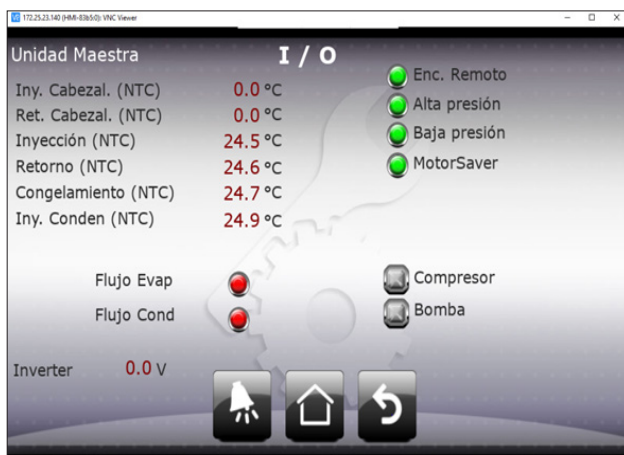 172.25.23.140 (HMI-83b5:0): VNC Viewer
Unidad Maestra
I / O
Iny. Cabezal. (NTC) 0.0 °C
Ret. Cabezal. (NTC) 0.0 °C
Inyección (NTC) 24.5 °C
Retorno (NTC) 24.6 °C
Congelamiento (NTC) 24.7 °C
Iny. Conden (NTC) 24.9 °C
Enc. Remoto
Alta presión
Baja presión
MotorSaver
Flujo Evap
Flujo Cond
Compresor
Bomba
Inverter 0.0 V